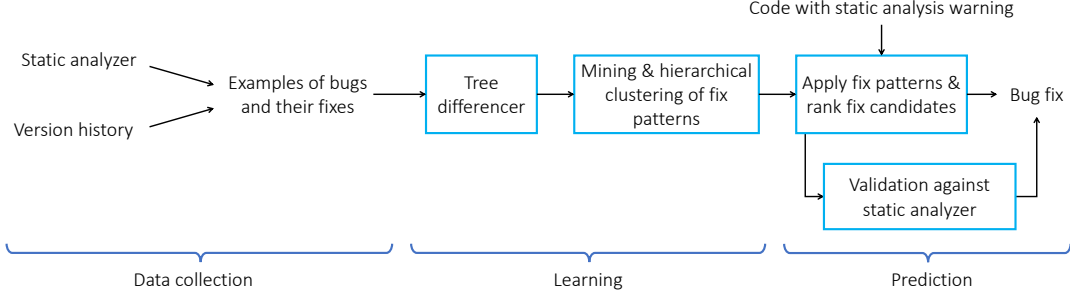 Code with static analysis warning
Static analyzer
Version history
Examples of bugs
and their fixes
Tree
differencer
Mining & hierarchical
clustering of fix
patterns
Apply fix patterns &
rank fix candidates
Bug fix
Validation against
static analyzer
Data collection
Learning
Prediction